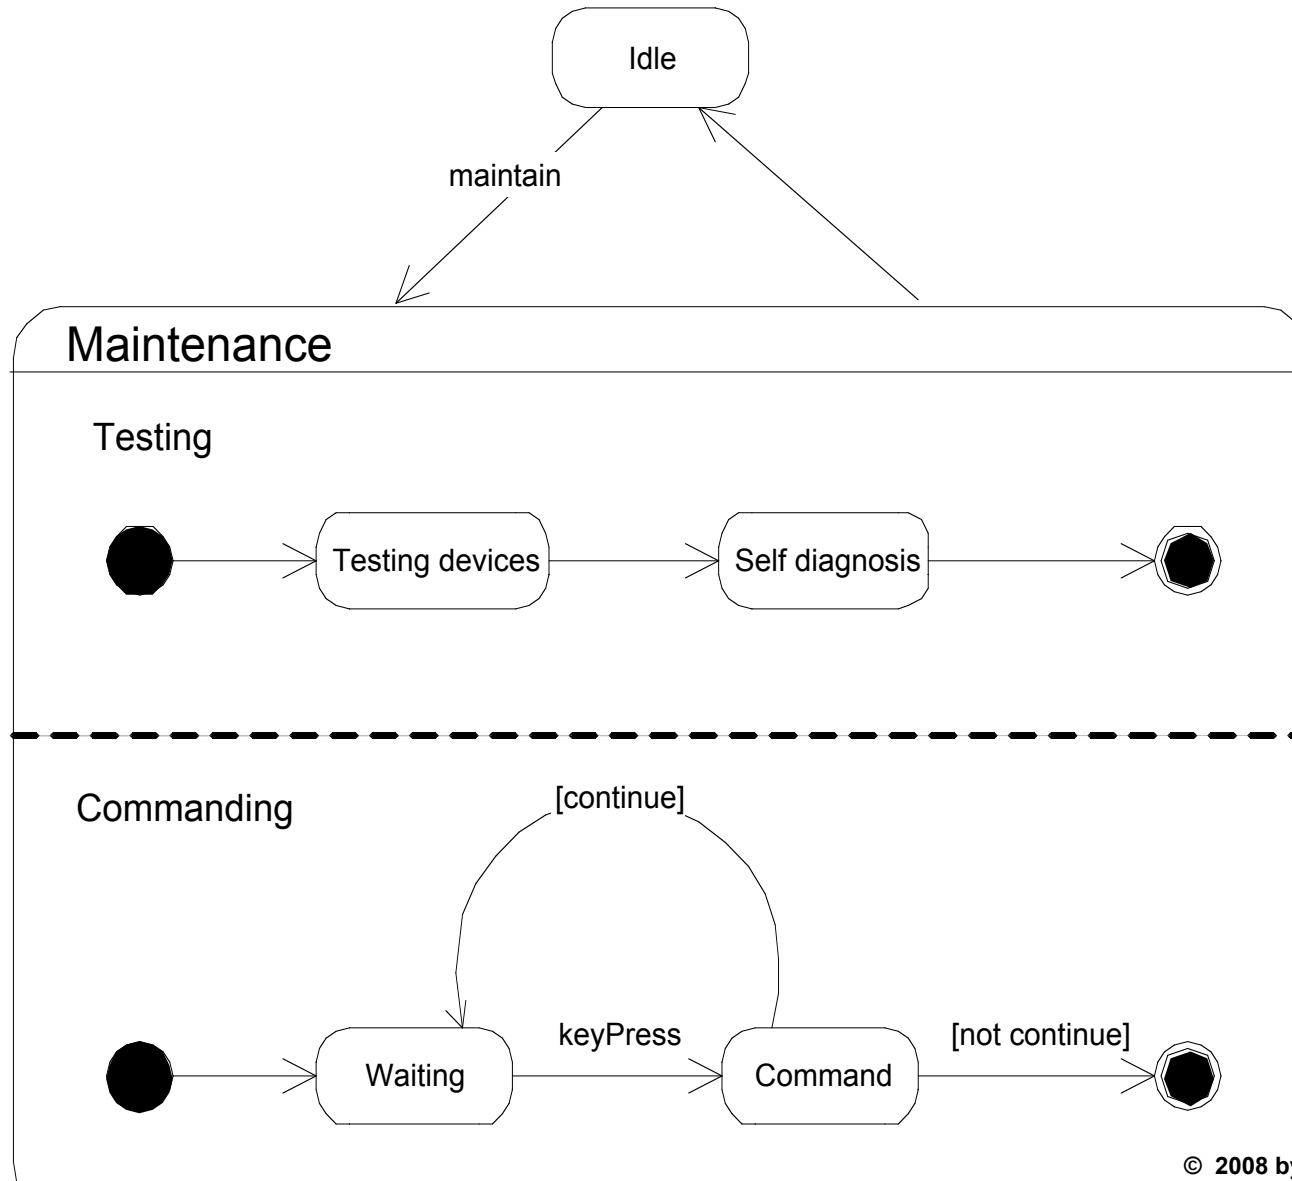 Idle
maintain
Maintenance
Testing
Testing devices
Self diagnosis
Commanding
[continue]
keyPress
[not continue]
Waiting
Command
© 2008 by